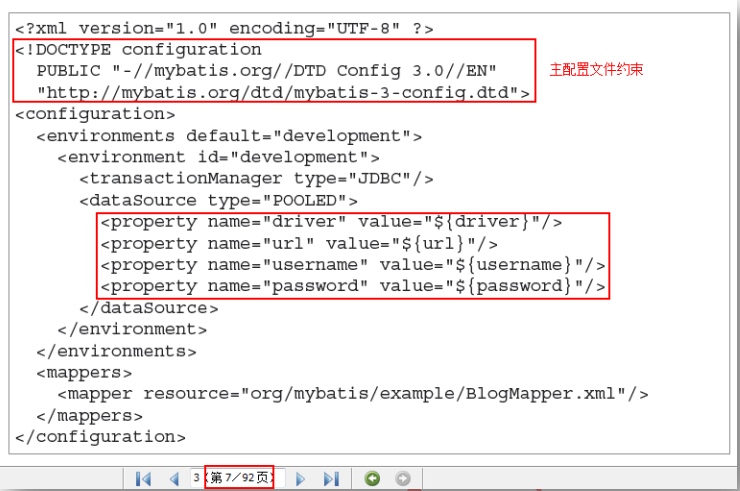 <?xml version="1.0" encoding="UTF-8" ?>
<!DOCTYPE configuration
PUBLIC "-//mybatis.org//DTD Config 3.0//EN"
"http://mybatis.org/dtd/mybatis-3-config.dtd">
主配置文件约束
<configuration>
<environments default="development">
<environment id="development">
<transactionManager type="JDBC"/>
<dataSource type="POOLED">
<property name="driver" value="${driver}"/>
<property name="url" value="${url}"/>
<property name="username" value="${username}"/>
<property name="password" value="${password}"/>
</dataSource>
</environment>
</environments>
<mappers>
<mapper resource="org/mybatis/example/BlogMapper.xml"/>
</mappers>
</configuration>
3 (第 7/92 页)